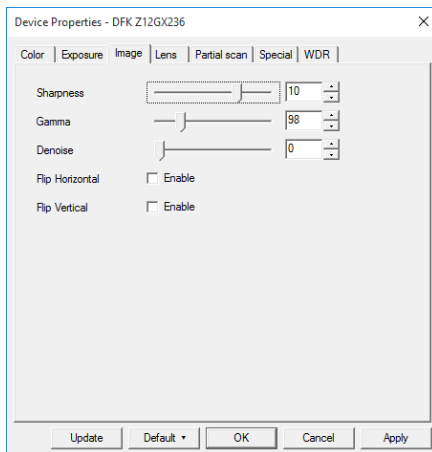 Device Properties - DFK Z12GX236
Color Exposure Image Lens Partial scan Special WDR
Sharpness 10
Gamma 98
Denoise 0
Flip Horizontal Enable
Flip Vertical Enable
Update Default OK Cancel Apply